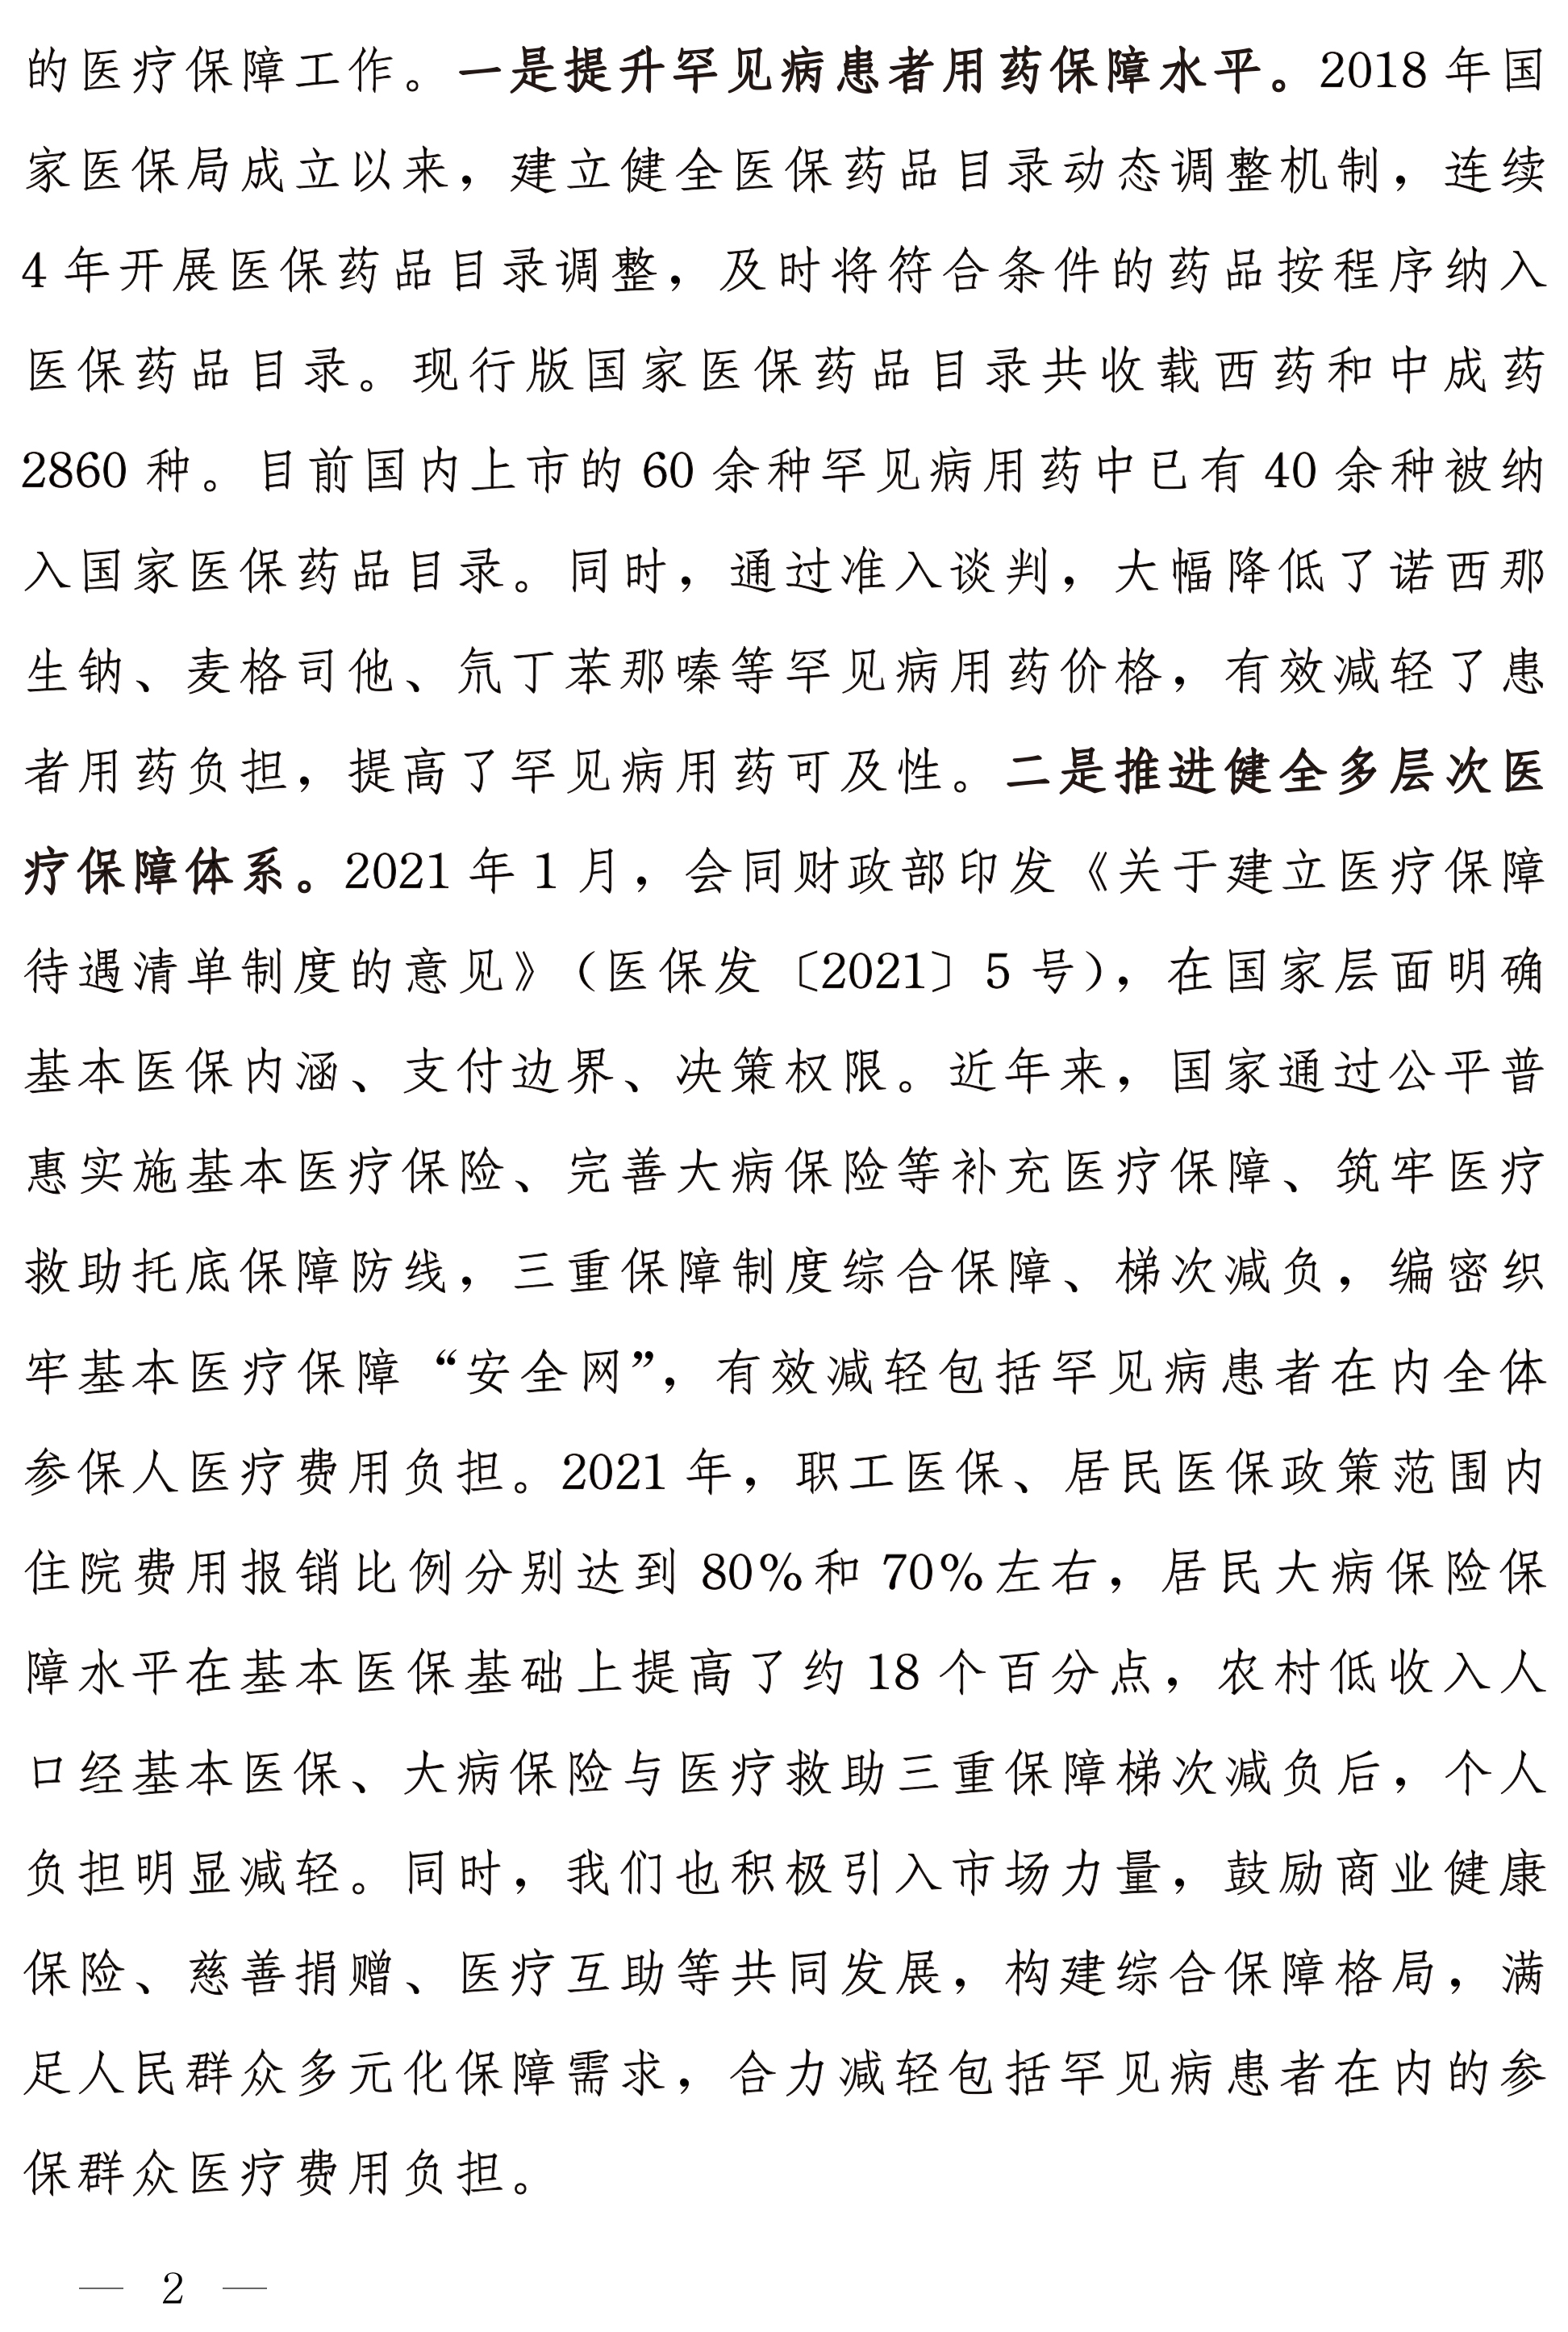 的医疗保障工作。一是提升罕见病患者用药保障水平。2018 年国
家医保局成立以来，建立健全医保药品目录动态调整机制，连续
4 年开展医保药品目录调整，及时将符合条件的药品按程序纳入
医保药品目录。现行版国家医保药品目录共收载西药和中成药
2860 种。目前国内上市的 60 余种罕见病用药中已有 40 余种被纳
入国家医保药品目录。同时，通过准入谈判，大幅降低了诺西那
生钠、麦格司他、氘丁苯那嗪等罕见病用药价格，有效减轻了患
者用药负担，提高了罕见病用药可及性。二是推进健全多层次医
疗保障体系。2021 年 1 月，会同财政部印发《关于建立医疗保障
待遇清单制度的意见》（医保发〔2021〕5 号），在国家层面明确
基本医保内涵、支付边界、决策权限。近年来，国家通过公平普
惠实施基本医疗保险、完善大病保险等补充医疗保障、筑牢医疗
救助托底保障防线，三重保障制度综合保障、梯次减负，编密织
牢基本医疗保障“安全网”，有效减轻包括罕见病患者在内全体
参保人医疗费用负担。2021 年，职工医保、居民医保政策范围内
住院费用报销比例分别达到 80%和 70%左右，居民大病保险保
障水平在基本医保基础上提高了约 18 个百分点，农村低收入人
口经基本医保、大病保险与医疗救助三重保障梯次减负后，个人
负担明显减轻。同时，我们也积极引入市场力量，鼓励商业健康
保险、慈善捐赠、医疗互助等共同发展，构建综合保障格局，满
足人民群众多元化保障需求，合力减轻包括罕见病患者在内的参
保群众医疗费用负担。
— 2 —